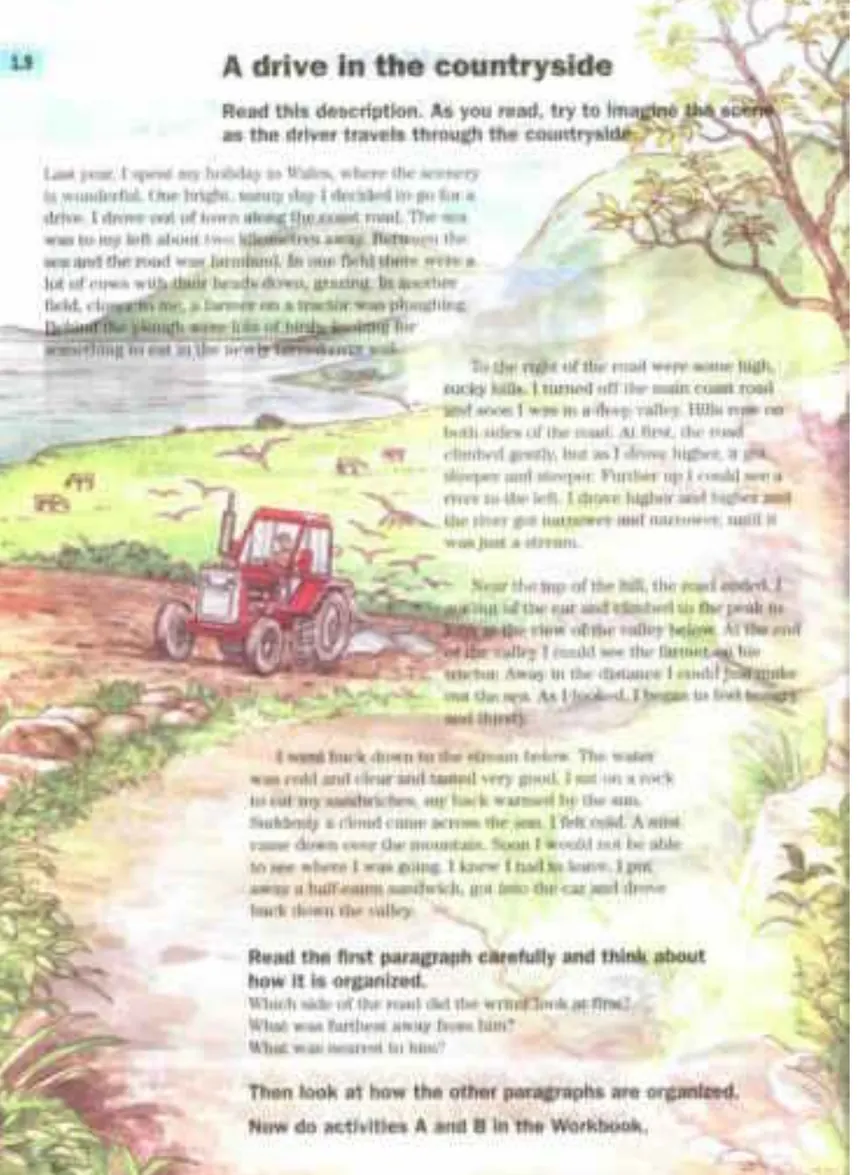 1.9
A drive in the countryside
Read this description. As you read, try to imagine the scene
as the driver travels through the countryside.
Last year, I spent my holiday in Wales, where the scenery
is wonderful. One bright, sunny day I decided to go for a
drive. I drove out of town along the coast road. The sea
was to my left about two kilometres away. Between the
sea and the road was farmland. In one field there were a
lot of cows with their heads down, grazing. In another
field, closer to me, a farmer on a tractor was ploughing.
Behind the plough were lots of birds, looking for
something to eat in the newly turned-over soil.
To the right of the road were some high,
rocky hills. I turned off the main coast road
and soon I was in a deep valley. Hills rose on
both sides of the road. At first, the road
climbed gently, but as I drove higher, it got
steeper and steeper. Further up I could see a
river to the left. I drove higher and higher and
the river got narrower and narrower, until it
was just a stream.
Near the top of the hill, the road ended. I
got out of the car and climbed to the peak to
look at the view of the valley below. At the end
of the valley I could see the farmer on his
tractor. Away in the distance I could just make
out the sea. As I looked, I began to feel hungry
and thirsty.
I went back down to the stream below. The water
was cold and clear and tasted very good. I sat on a rock
to eat my sandwiches, my back warmed by the sun.
Suddenly a cloud came across the sun. I felt cold. A mist
came down over the mountain. Soon I would not be able
to see where I was going. I knew I had to leave. I put
away a half-eaten sandwich, got into the car and drove
back down the valley.
Read the first paragraph carefully and think about
how it is organized.
Which side of the road did the writer look at first?
What was furthest away from him?
What was nearest to him?
Then look at how the other paragraphs are organized.
Now do activities A and B in the Workbook.